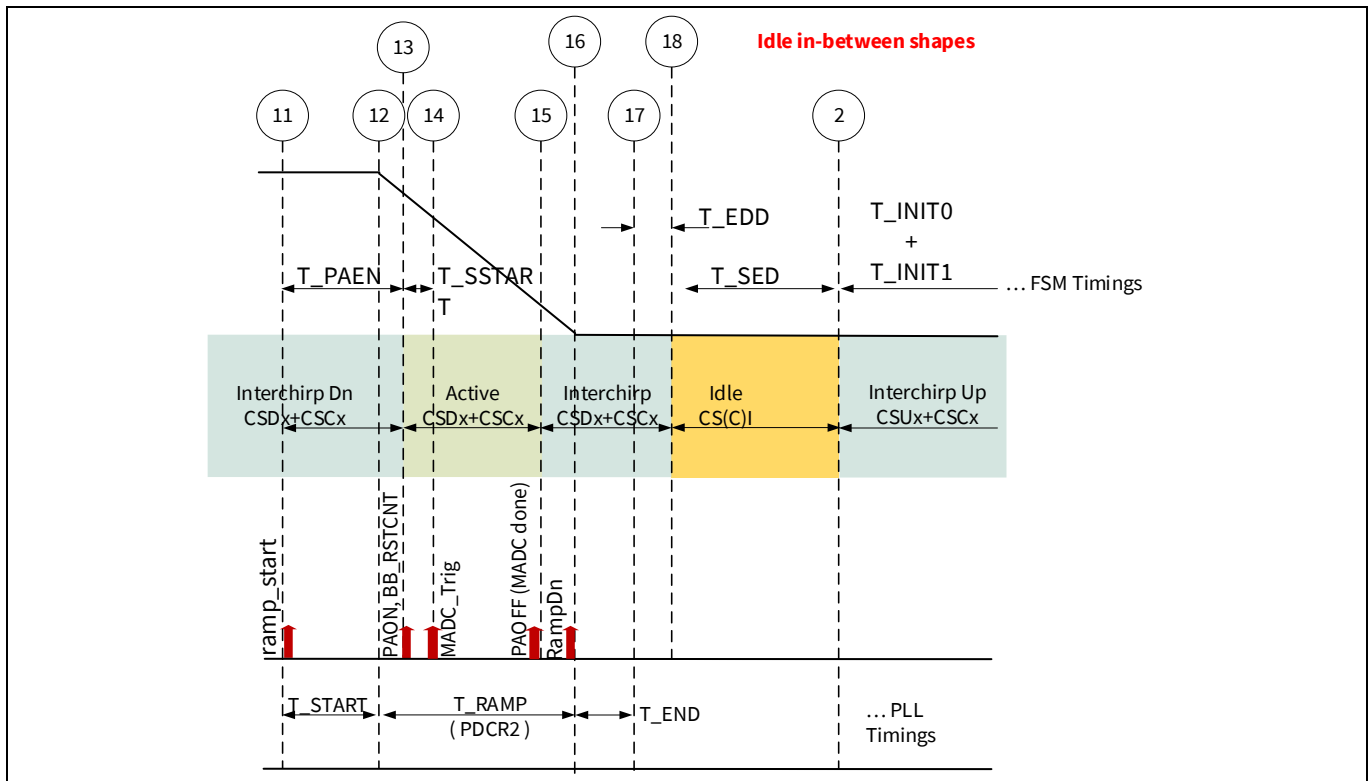 16
18
Idle in-between shapes
13
11
12
14
15
17
2
T_EDD
T_INIT0
+
T_INIT1
T_PAEN
T_SSTAR
T
T_SED
… FSM Timings
Interchirp Dn
CSDx+CSCx
Active
CSDx+CSCx
Interchirp
CSDx+CSCx
Idle
CS(C)I
Interchirp Up
CSUx+CSCx
ramp_start
PAON, BB_RSTCNT
MADC_Trig
PAOFF (MADC done)
RampDn
T_START
T_RAMP
( PDCR2 )
T_END
… PLL
Timings